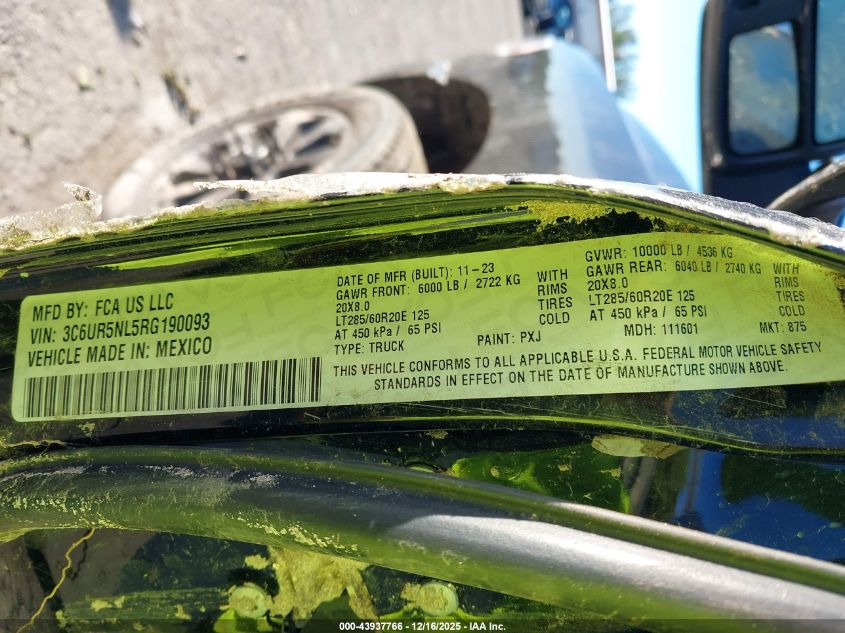 MFD BY: FCA US LLC
VIN: 3C6UR5NL5RG190093
VEHICLE MADE IN: MEXICO
DATE OF MFR (BUILT): 11-23
GAWR FRONT: 6000 LB / 2722 KG WITH
20X8.0 RIMS
LT285/60R20E 125 TIRES
AT 450 kPa / 65 PSI COLD
TYPE: TRUCK PAINT: PXJ
GVWR: 10000 LB / 4536 KG
GAWR REAR: 6040 LB / 2740 KG WITH
20X8.0 RIMS
LT285/60R20E 125 TIRES
AT 450 kPa / 65 PSI COLD
MDH: 111601 MKT: 875
THIS VEHICLE CONFORMS TO ALL APPLICABLE U.S.A. FEDERAL MOTOR VEHICLE SAFETY
STANDARDS IN EFFECT ON THE DATE OF MANUFACTURE SHOWN ABOVE.
000-43937766 - 12/16/2025 - IAA Inc.